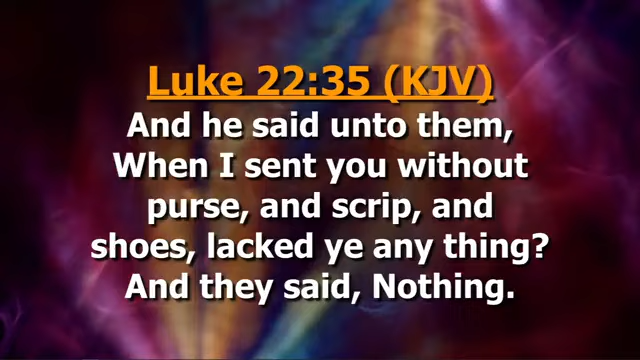 Luke 22:35 (KJV)
And he said unto them,
When I sent you without
purse, and scrip, and
shoes, lacked ye any thing?
And they said, Nothing.